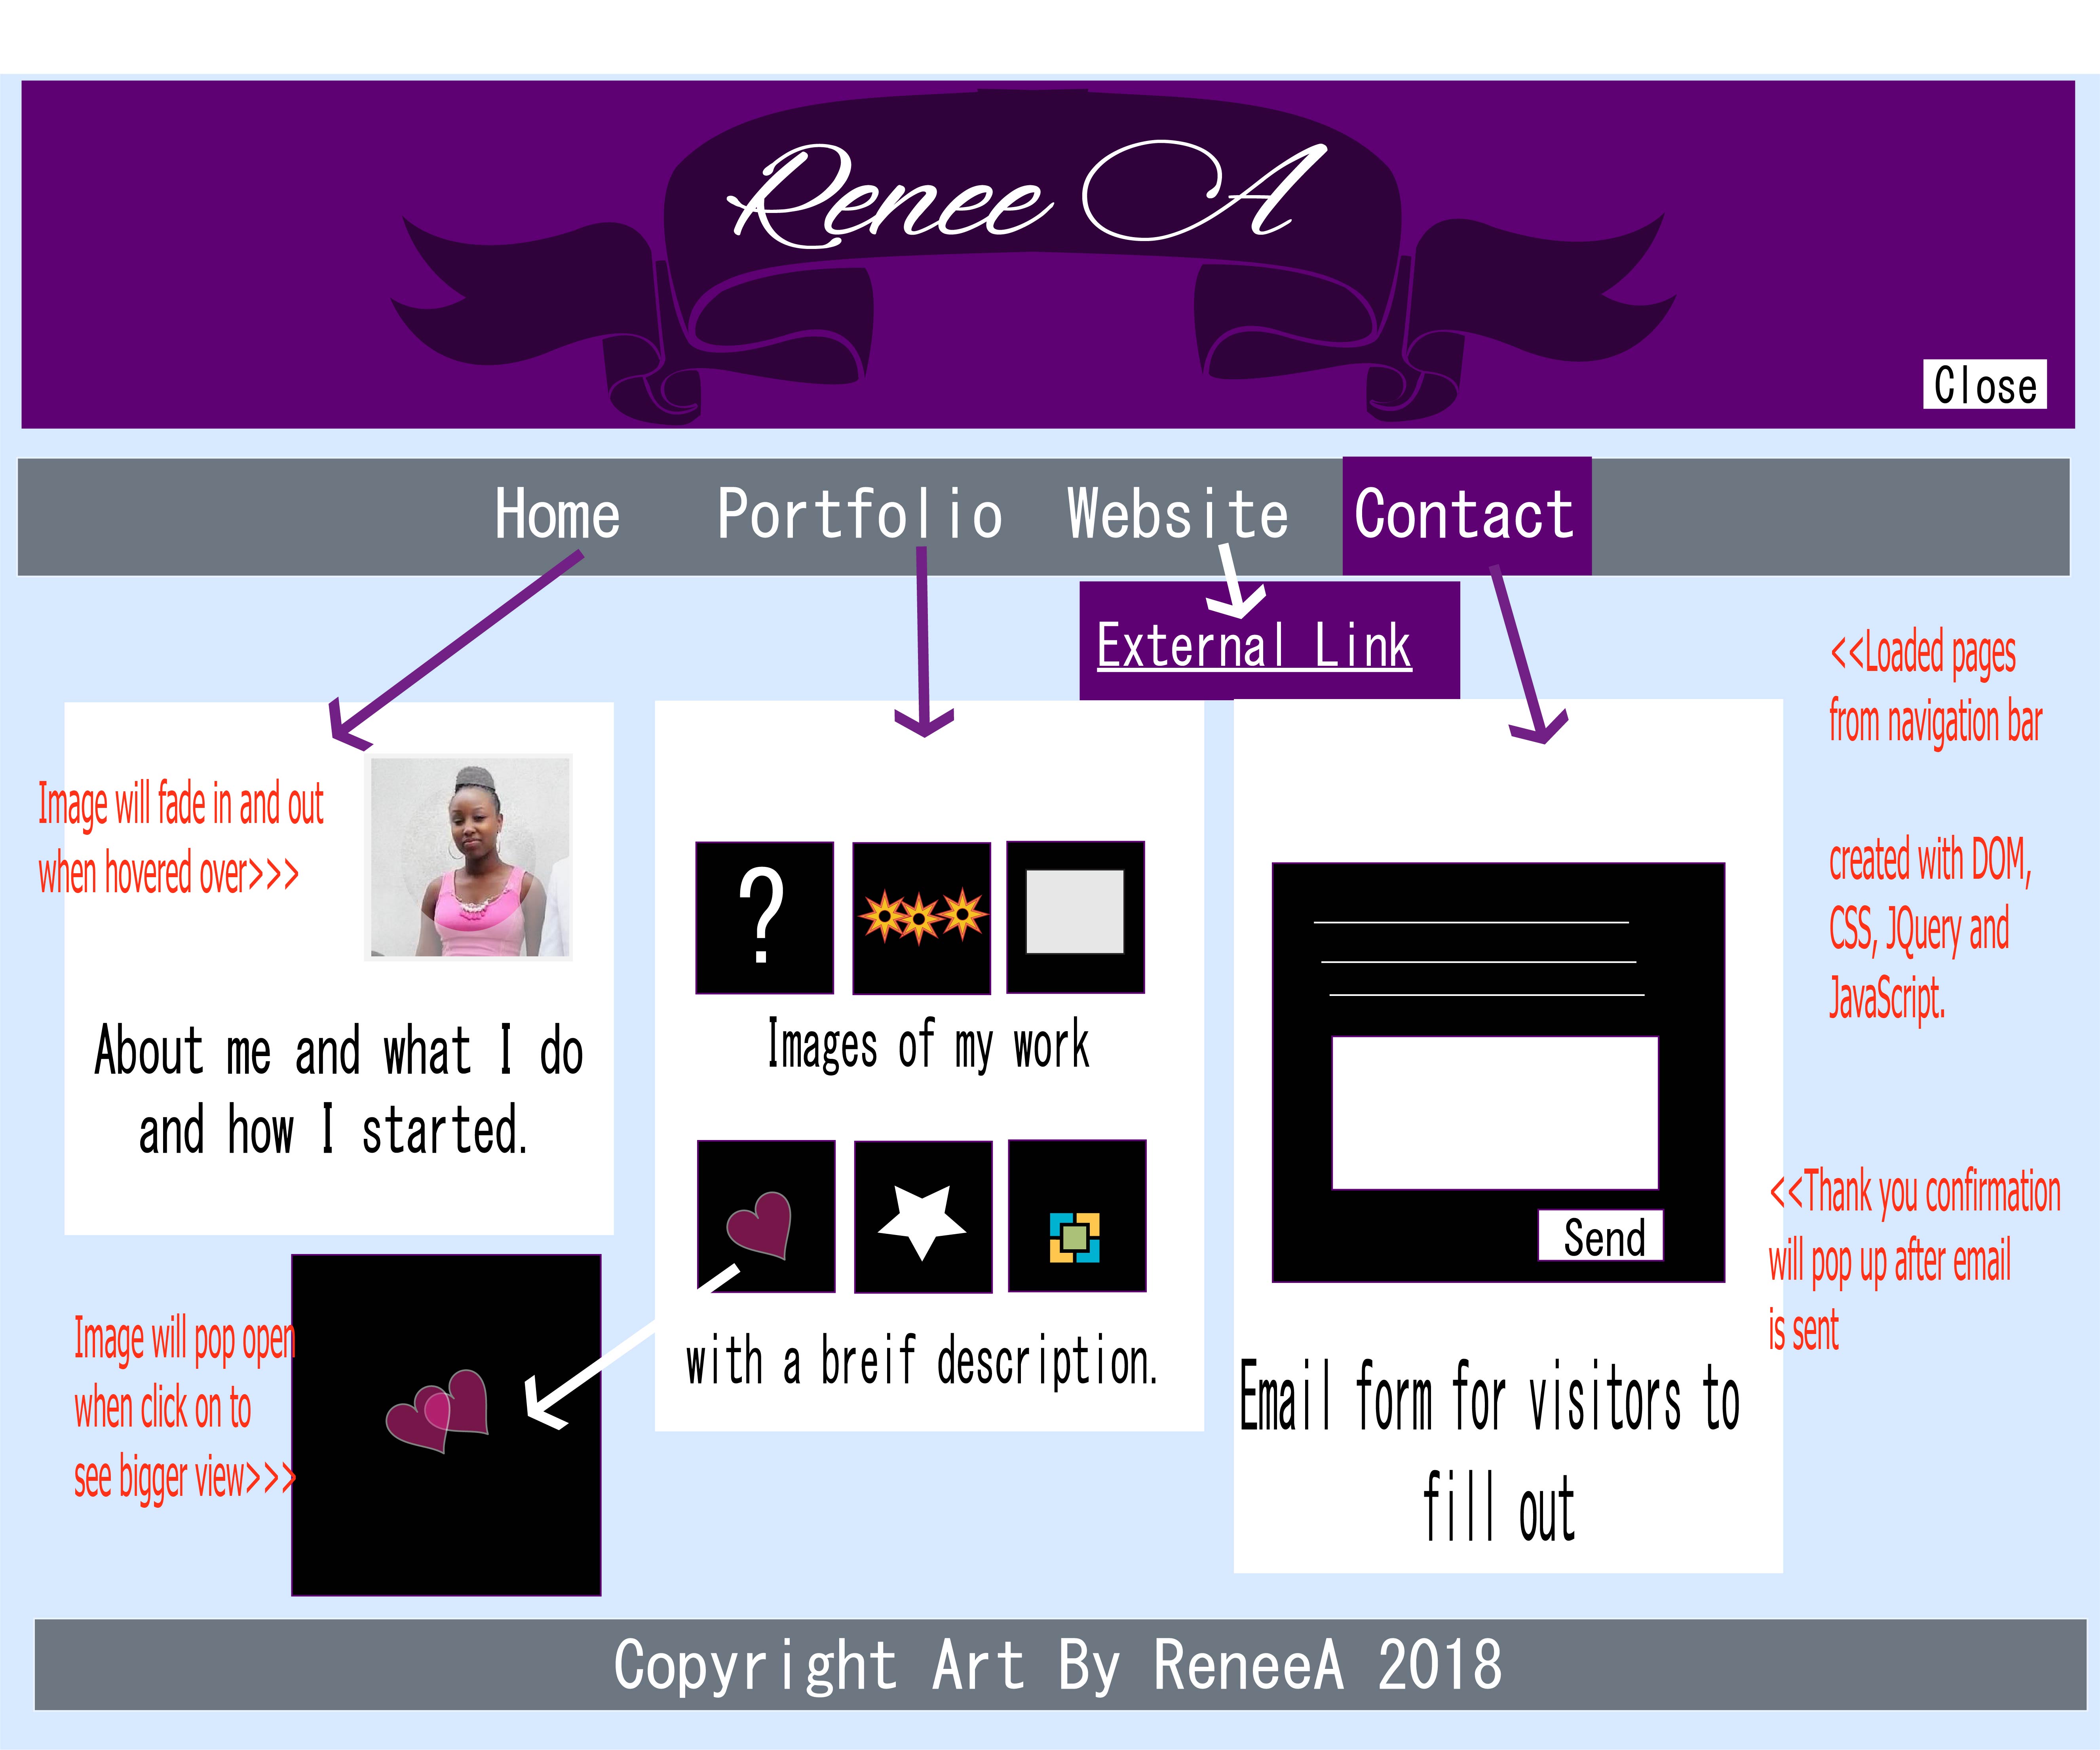 Renee A
Close
Home Portfolio Website Contact
External Link
<<Loaded pages
from navigation bar
created with DOM,
CSS, JQuery and
JavaScript.
Image will fade in and out
when hovered over>>>
About me and what I do
and how I started.
?
Images of my work
with a breif description.
Image will pop open
when click on to
see bigger view>>>
Send
Email form for visitors to
fill out
<<Thank you confirmation
will pop up after email
is sent
Copyright Art By ReneeA 2018